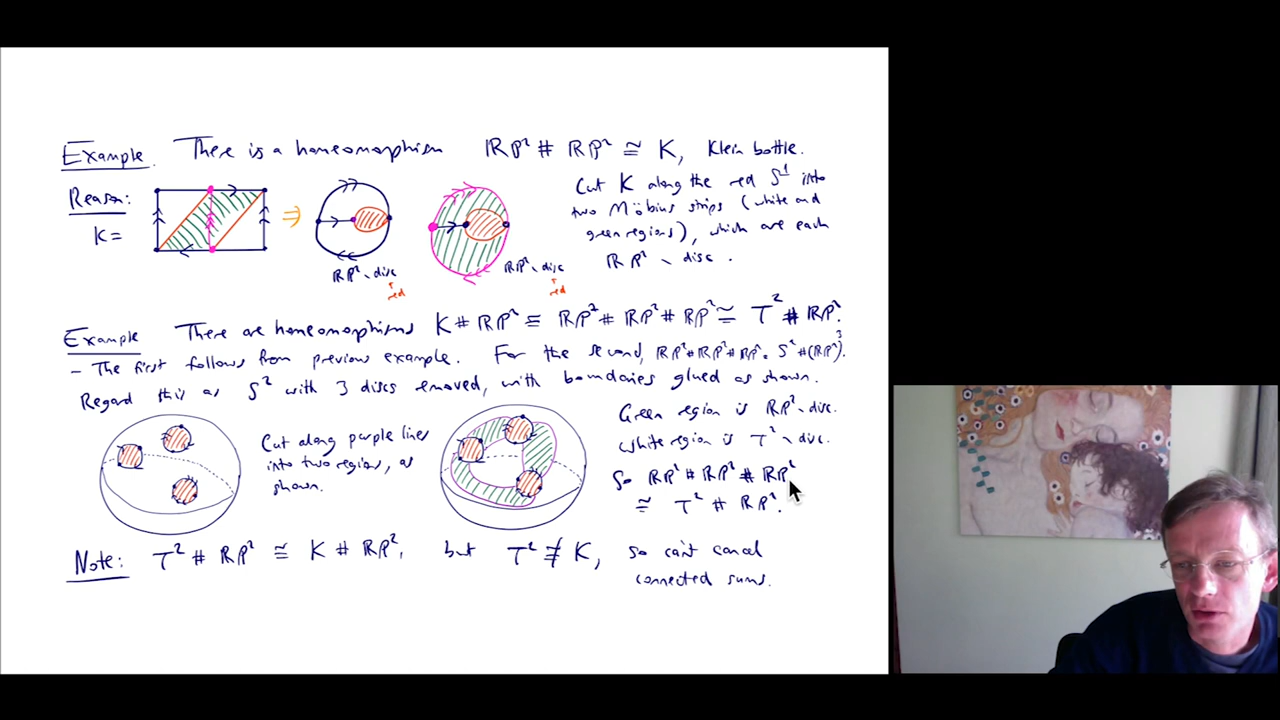 Example. There is a homeomorphism ℝP² # ℝP² ≅ K, Klein bottle.
Reason:
K =
⇒
ℝP² \ disc
↑
red
ℝP² \ disc
↑
red
Cut K along the red S¹ into
two Möbius strips (white and
green regions), which are each
ℝP² \ disc.
Example There are homeomorphisms K # ℝP² ≅ ℝP² # ℝP² # ℝP² ≅ T² # ℝP².
- The first follows from previous example. For the second, ℝP² # ℝP² # ℝP² = S² # (ℝP²)³.
Regard this as S² with 3 discs removed, with boundaries glued as shown.
Cut along purple lines
into two regions, as
shown.
Green region is ℝP² \ disc.
White region is T² \ disc.
So ℝP² # ℝP² # ℝP²
≅ T² # ℝP².
Note: T² # ℝP² ≅ K # ℝP², but T² ≇ K, so can't cancel
connected sums.